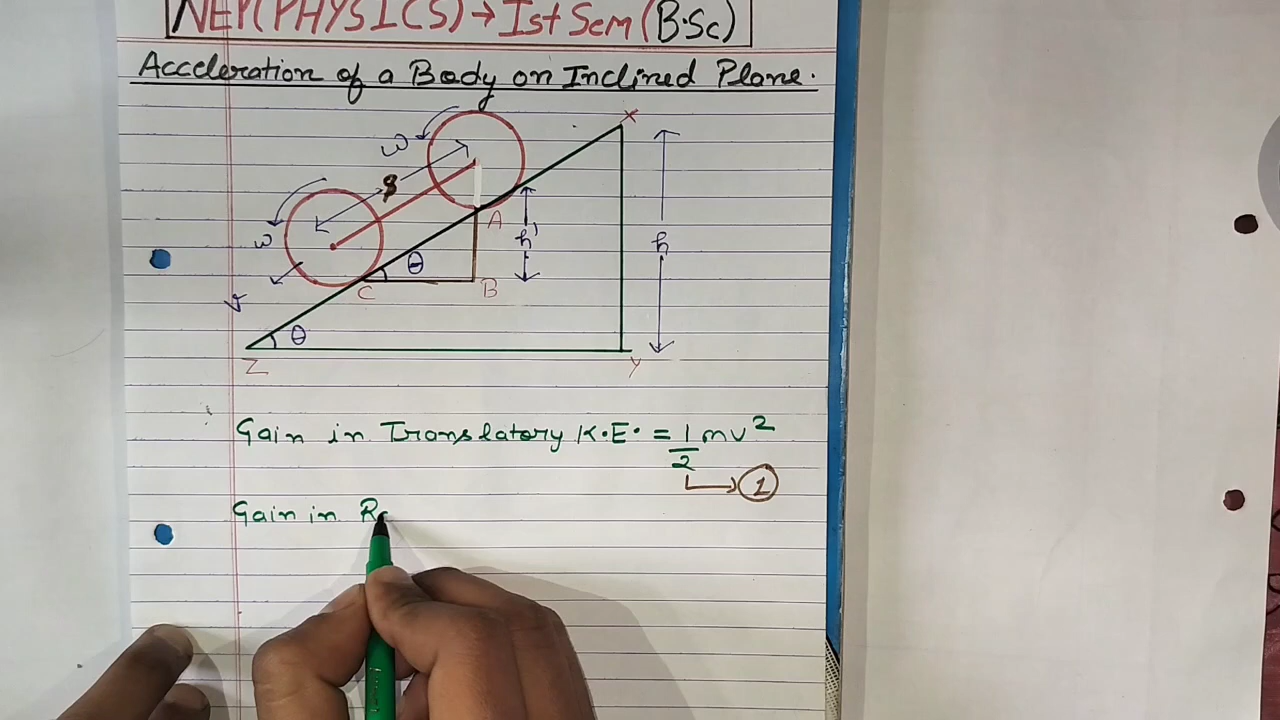 NEP(PHYSICS)→Ist Sem(B.Sc)
Acceleration of a Body on Inclined Plane.
X
ω
s
A
h'
h
ω
θ
C
B
v
θ
Z
Y
Gain in Translatory K.E. = 1/2 mv²
1
Gain in Ro